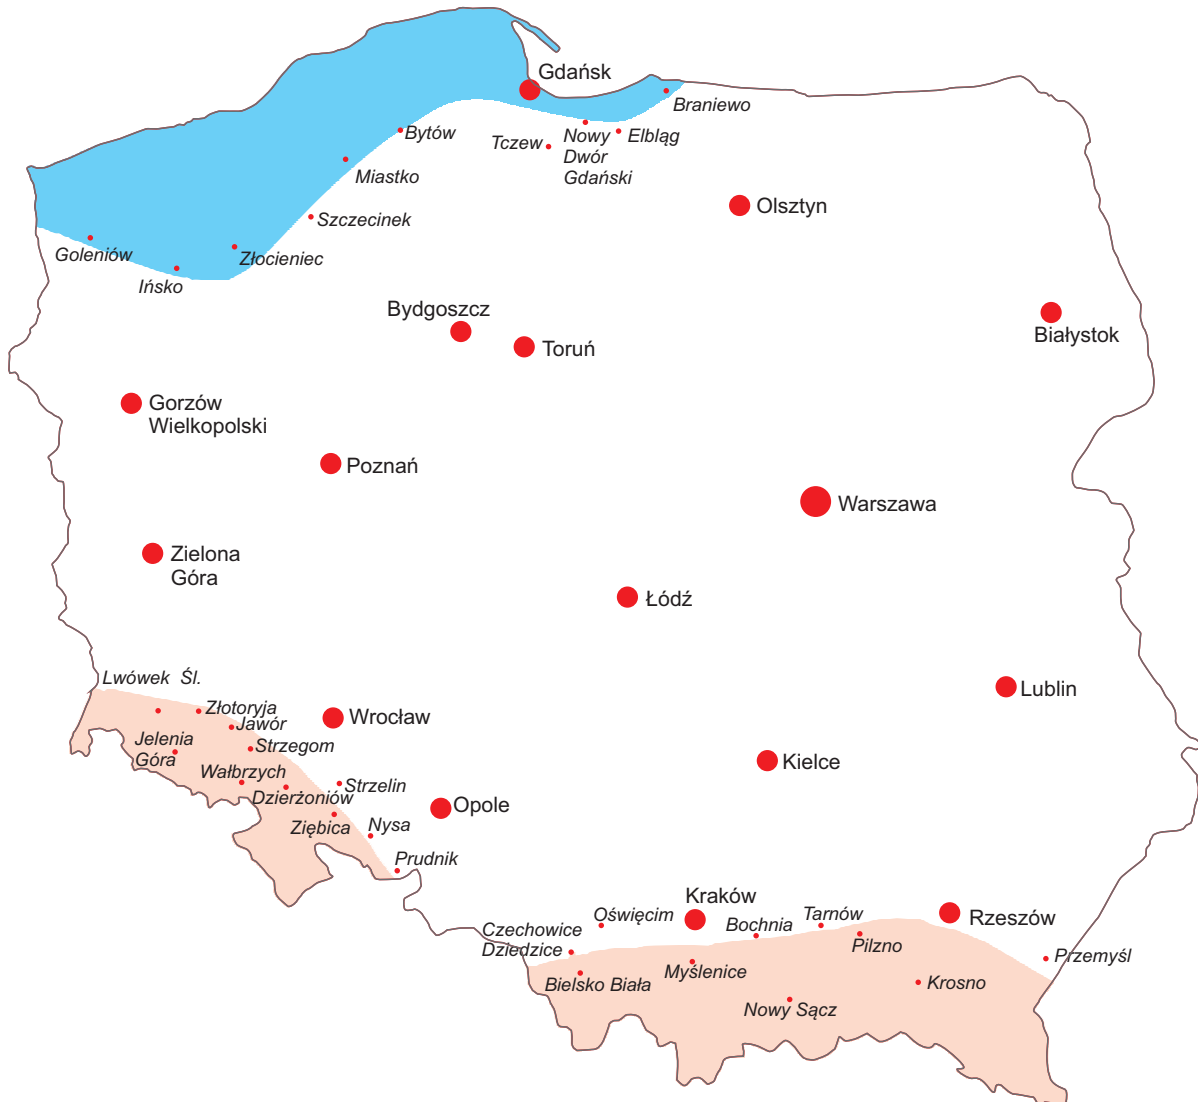 Gdańsk
Braniewo
Bytów
Tczew
Nowy
Dwór
Gdański
Elbląg
Miastko
Olsztyn
Szczecinek
Goleniów
Złocieniec
Ińsko
Bydgoszcz
Toruń
Białystok
Gorzów
Wielkopolski
Poznań
Warszawa
Zielona
Góra
Łódź
Lwówek Śl.
Lublin
Złotoryja
Jawór
Wrocław
Jelenia
Góra
Strzegom
Kielce
Wałbrzych
Dzierżoniów
Strzelin
Opole
Ziębica
Nysa
Prudnik
Kraków
Oświęcim
Bochnia
Tarnów
Rzeszów
Czechowice
Dziedzice
Pilzno
Przemyśl
Myślenice
Bielsko Biała
Krosno
Nowy Sącz